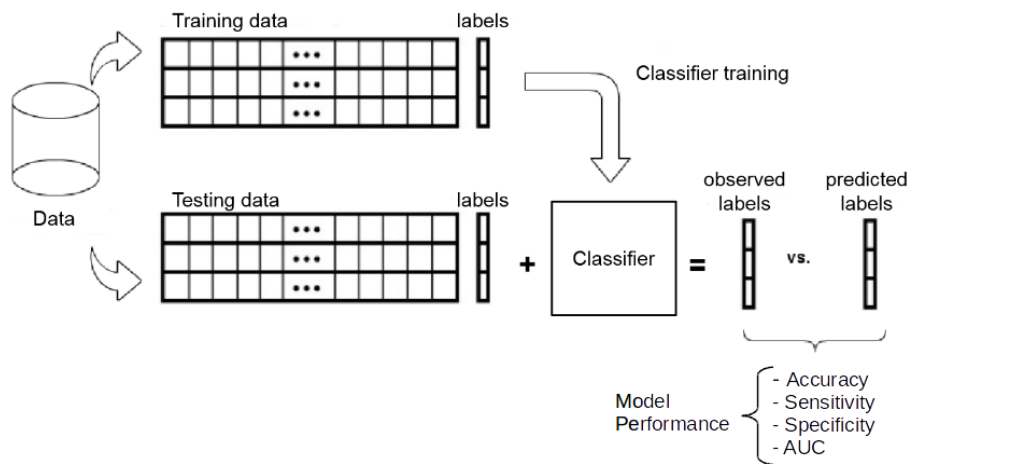 Training data
labels
Classifier training
Data
Testing data
labels
+
Classifier
=
observed
labels
vs.
predicted
labels
Model
Performance
- Accuracy
- Sensitivity
- Specificity
- AUC